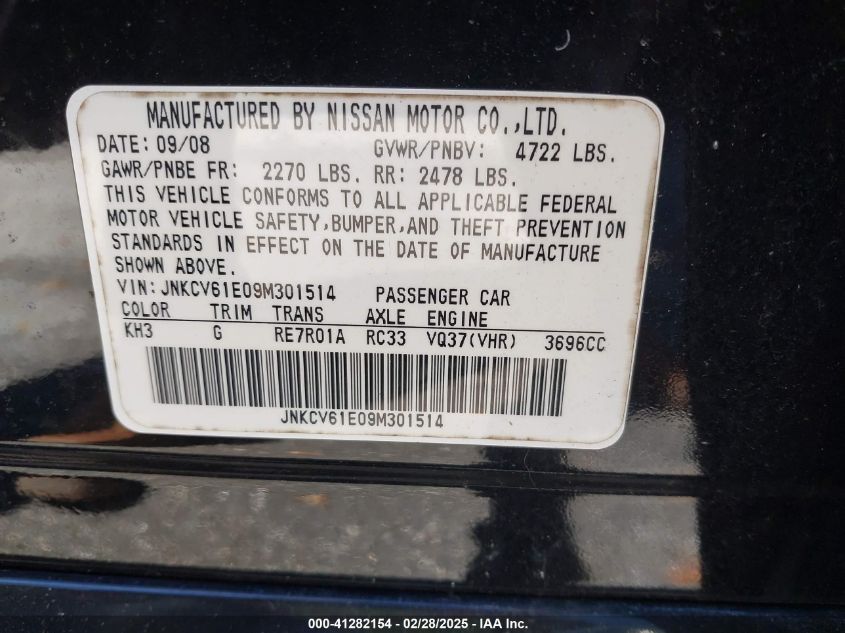 MANUFACTURED BY NISSAN MOTOR CO.,LTD.
DATE: 09/08 GVWR/PNBV: 4722 LBS.
GAWR/PNBE FR: 2270 LBS. RR: 2478 LBS.
THIS VEHICLE CONFORMS TO ALL APPLICABLE FEDERAL
MOTOR VEHICLE SAFETY,BUMPER,AND THEFT PREVENTION
STANDARDS IN EFFECT ON THE DATE OF MANUFACTURE
SHOWN ABOVE.
VIN:JNKCV61E09M301514 PASSENGER CAR
COLOR TRIM TRANS AXLE ENGINE
KH3 G RE7R01A RC33 VQ37(VHR) 3696CC
JNKCV61E09M301514
000-41282154 - 02/28/2025 - IAA Inc.